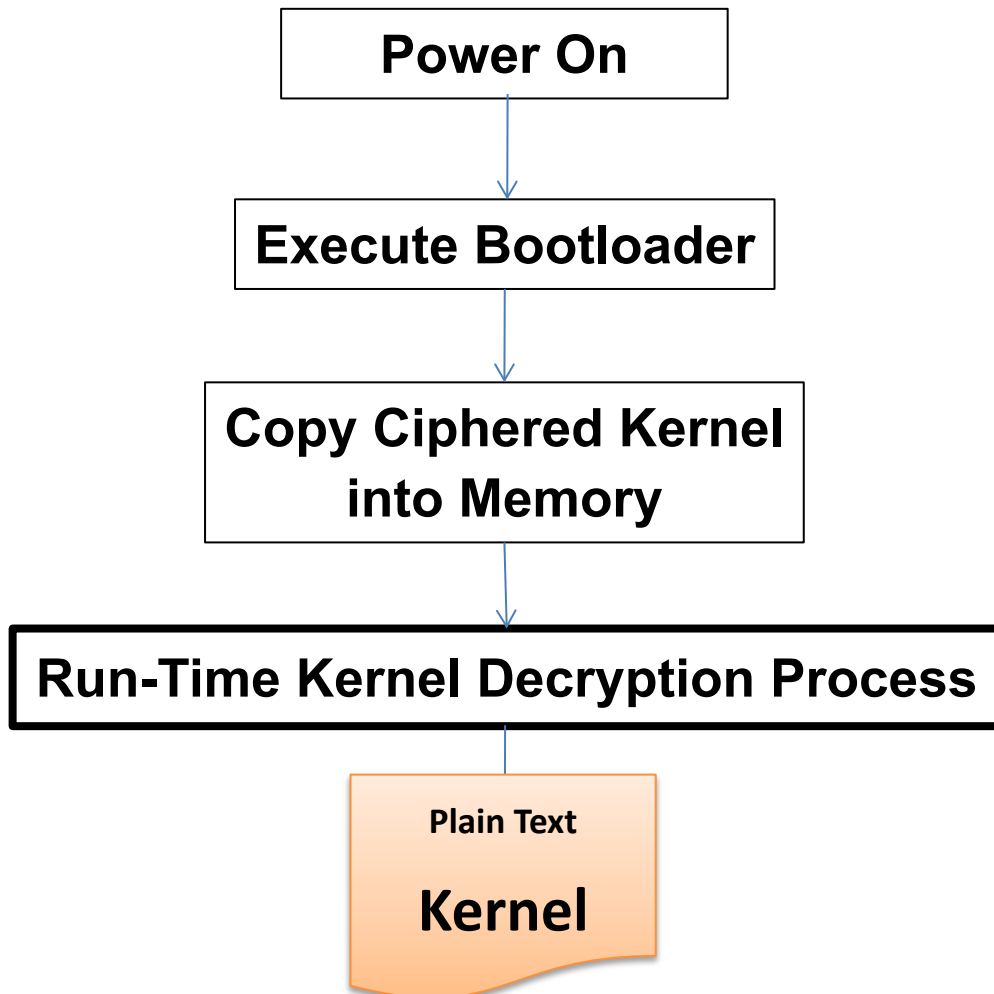 Power On
Execute Bootloader
Copy Ciphered Kernel
into Memory
Run-Time Kernel Decryption Process
Plain Text
Kernel